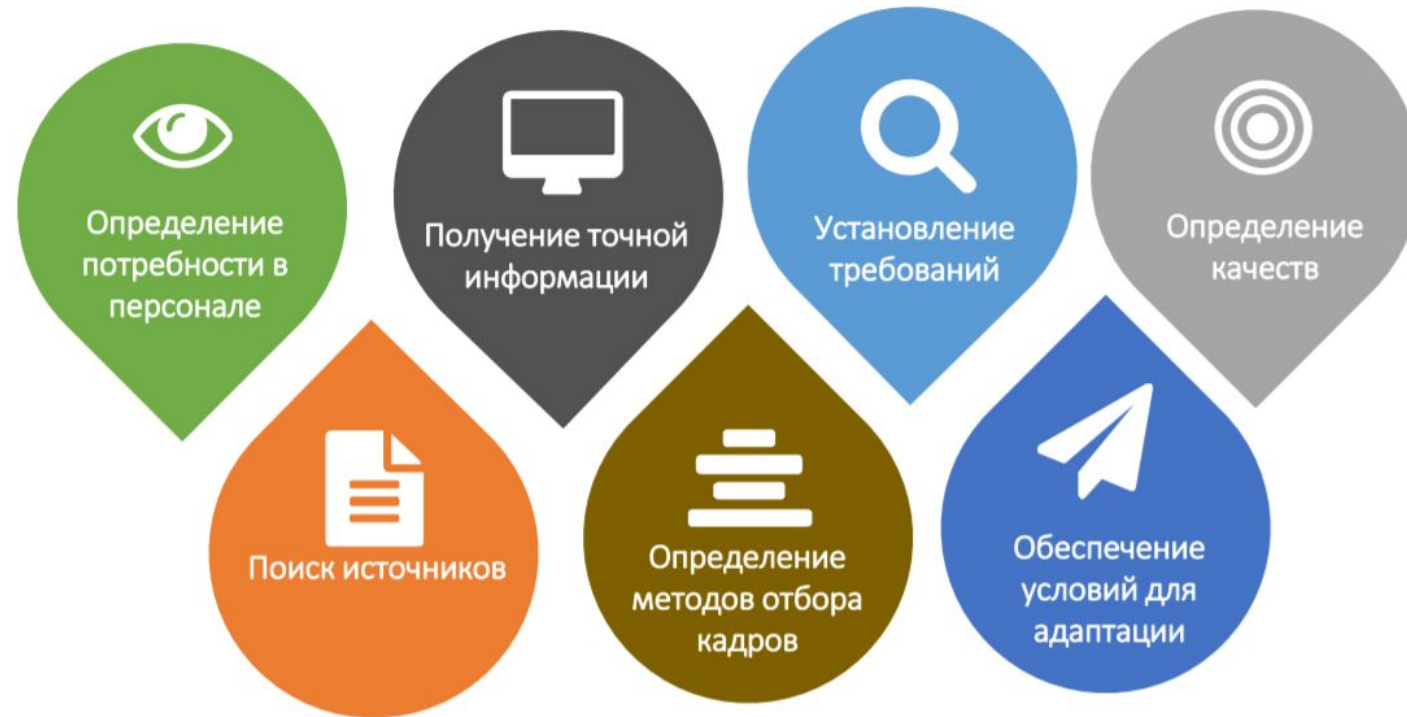 Определение
потребности в
персонале
Получение точной
информации
Установление
требований
Определение
качеств
Поиск источников
Определение
методов отбора
кадров
Обеспечение
условий для
адаптации